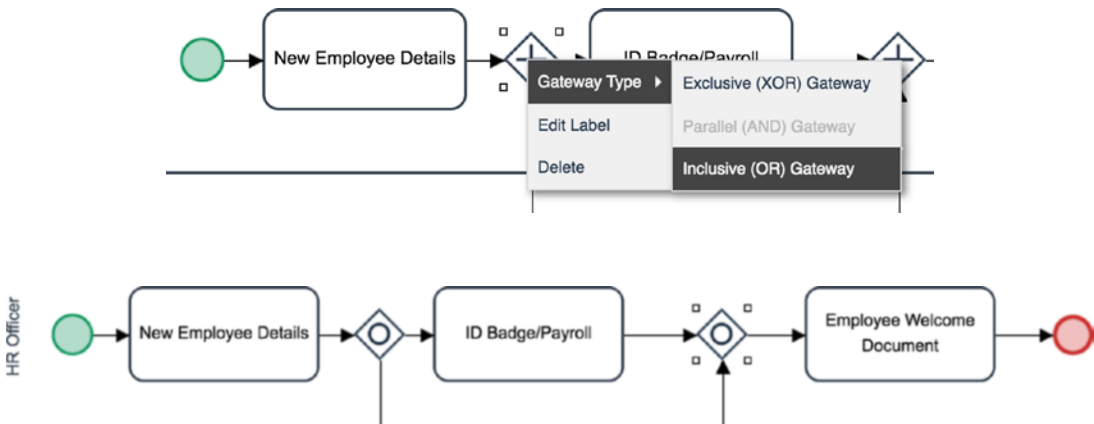 New Employee Details
ID Badge/Payroll
Gateway Type
Exclusive (XOR) Gateway
Edit Label
Parallel (AND) Gateway
Delete
Inclusive (OR) Gateway
HR Officer
New Employee Details
ID Badge/Payroll
Employee Welcome
Document